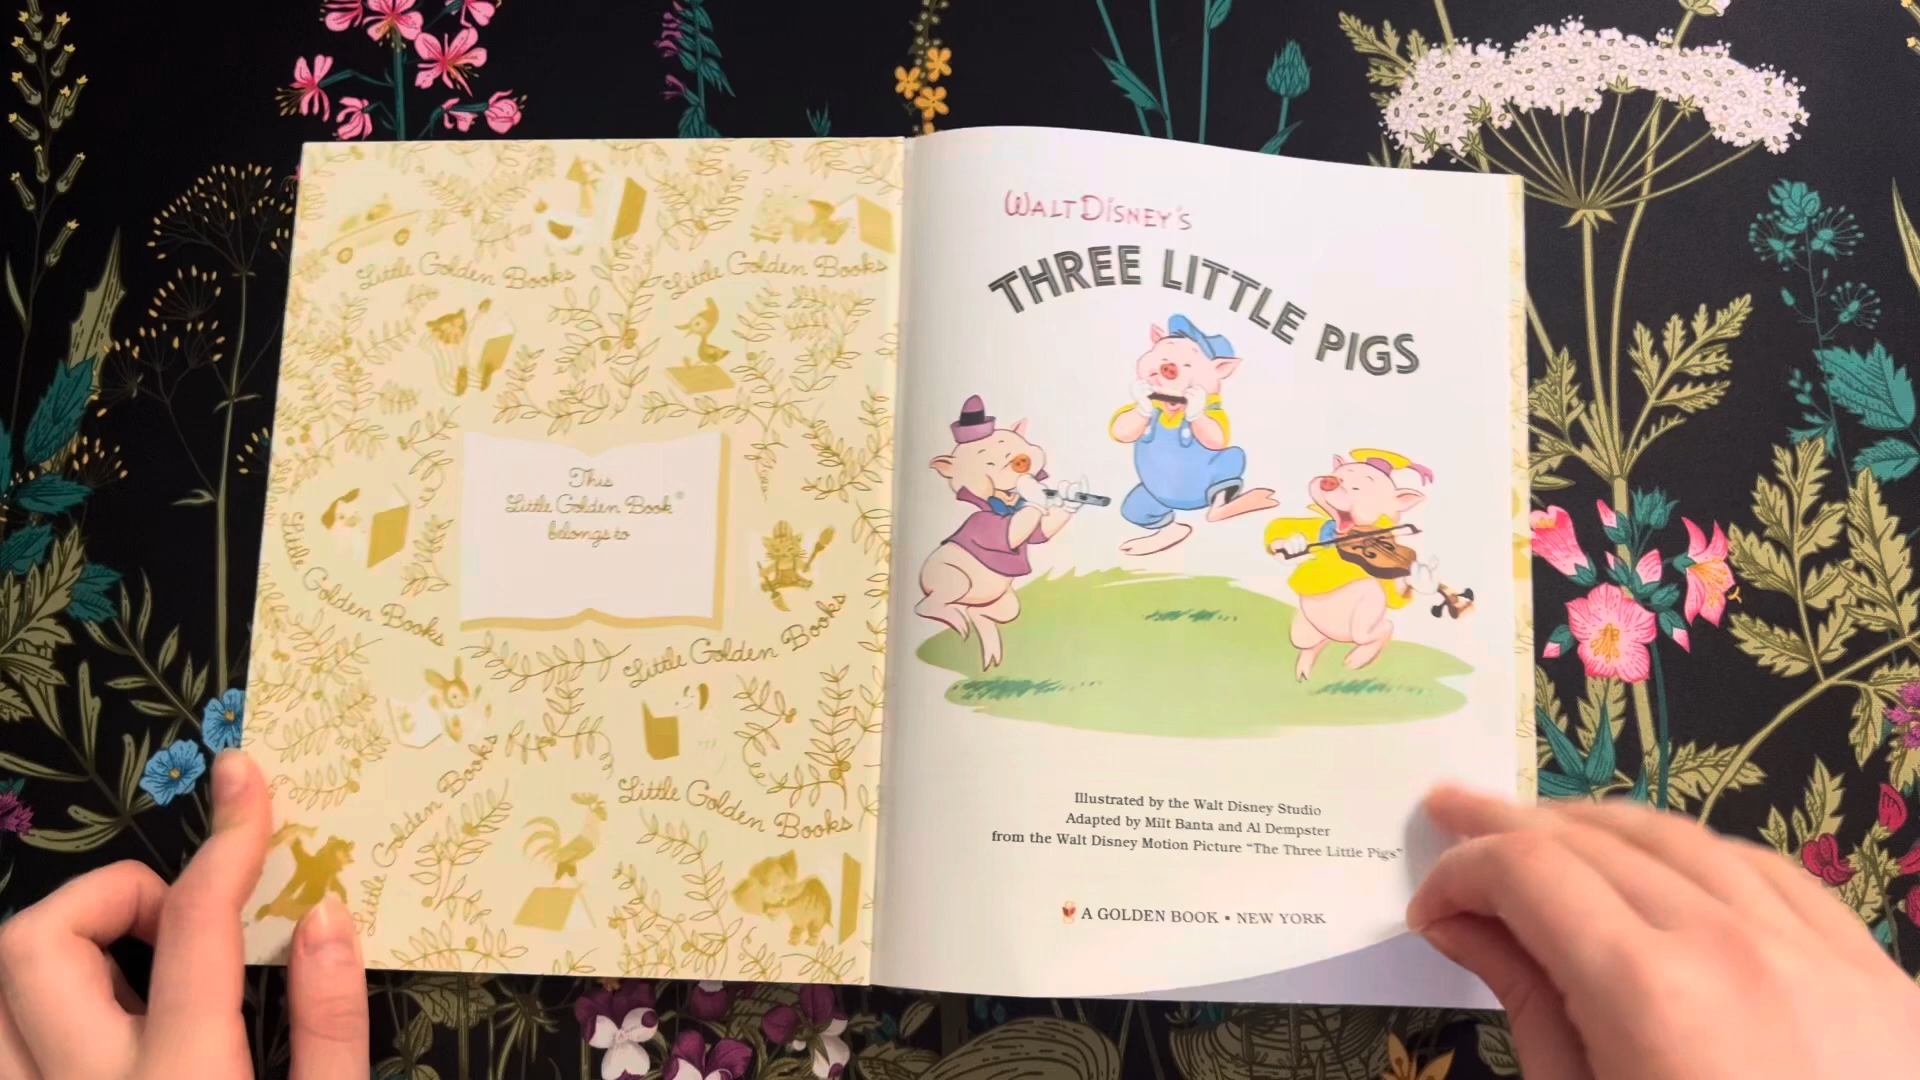 Little Golden Books
Little Golden Books
This
Little Golden Book®
belongs to
Little Golden Books
Little Golden Books
Little Golden Books
Little Golden Books
WALT DISNEY'S
THREE LITTLE PIGS
Illustrated by the Walt Disney Studio
Adapted by Milt Banta and Al Dempster
from the Walt Disney Motion Picture “The Three Little Pigs”
A GOLDEN BOOK • NEW YORK